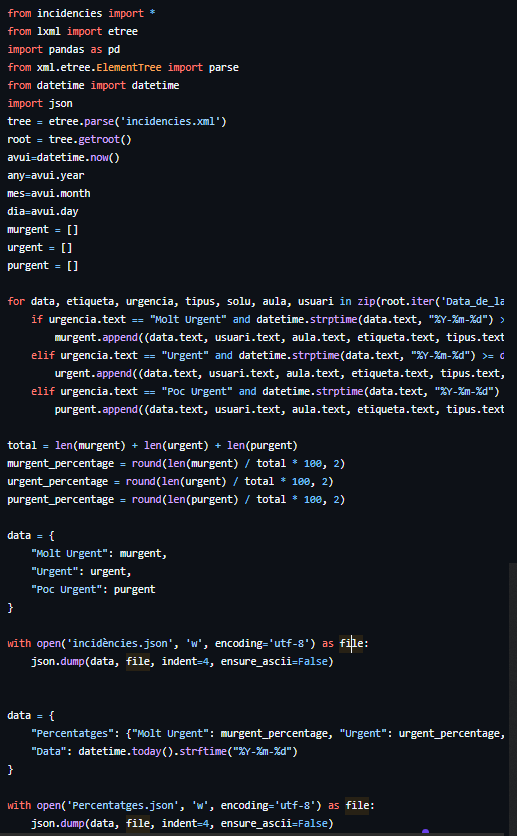 from incidencies import *
from lxml import etree
import pandas as pd
from xml.etree.ElementTree import parse
from datetime import datetime
import json
tree = etree.parse('incidencies.xml')
root = tree.getroot()
avui=datetime.now()
any=avui.year
mes=avui.month
dia=avui.day
murgent = []
urgent = []
purgent = []
for data, etiqueta, urgencia, tipus, solu, aula, usuari in zip(root.iter('Data_de_la
    if urgencia.text == "Molt Urgent" and datetime.strptime(data.text, "%Y-%m-%d") >
        murgent.append((data.text, usuari.text, aula.text, etiqueta.text, tipus.text
    elif urgencia.text == "Urgent" and datetime.strptime(data.text, "%Y-%m-%d") >=
        urgent.append((data.text, usuari.text, aula.text, etiqueta.text, tipus.text,
    elif urgencia.text == "Poc Urgent" and datetime.strptime(data.text, "%Y-%m-%d")
        purgent.append((data.text, usuari.text, aula.text, etiqueta.text, tipus.text
total = len(murgent) + len(urgent) + len(purgent)
murgent_percentage = round(len(murgent) / total * 100, 2)
urgent_percentage = round(len(urgent) / total * 100, 2)
purgent_percentage = round(len(purgent) / total * 100, 2)
data = {
    "Molt Urgent": murgent,
    "Urgent": urgent,
    "Poc Urgent": purgent
}
with open('incidències.json', 'w', encoding='utf-8') as file:
    json.dump(data, file, indent=4, ensure_ascii=False)
data = {
    "Percentatges": {"Molt Urgent": murgent_percentage, "Urgent": urgent_percentage,
    "Data": datetime.today().strftime("%Y-%m-%d")
}
with open('Percentatges.json', 'w', encoding='utf-8') as file:
    json.dump(data, file, indent=4, ensure_ascii=False)